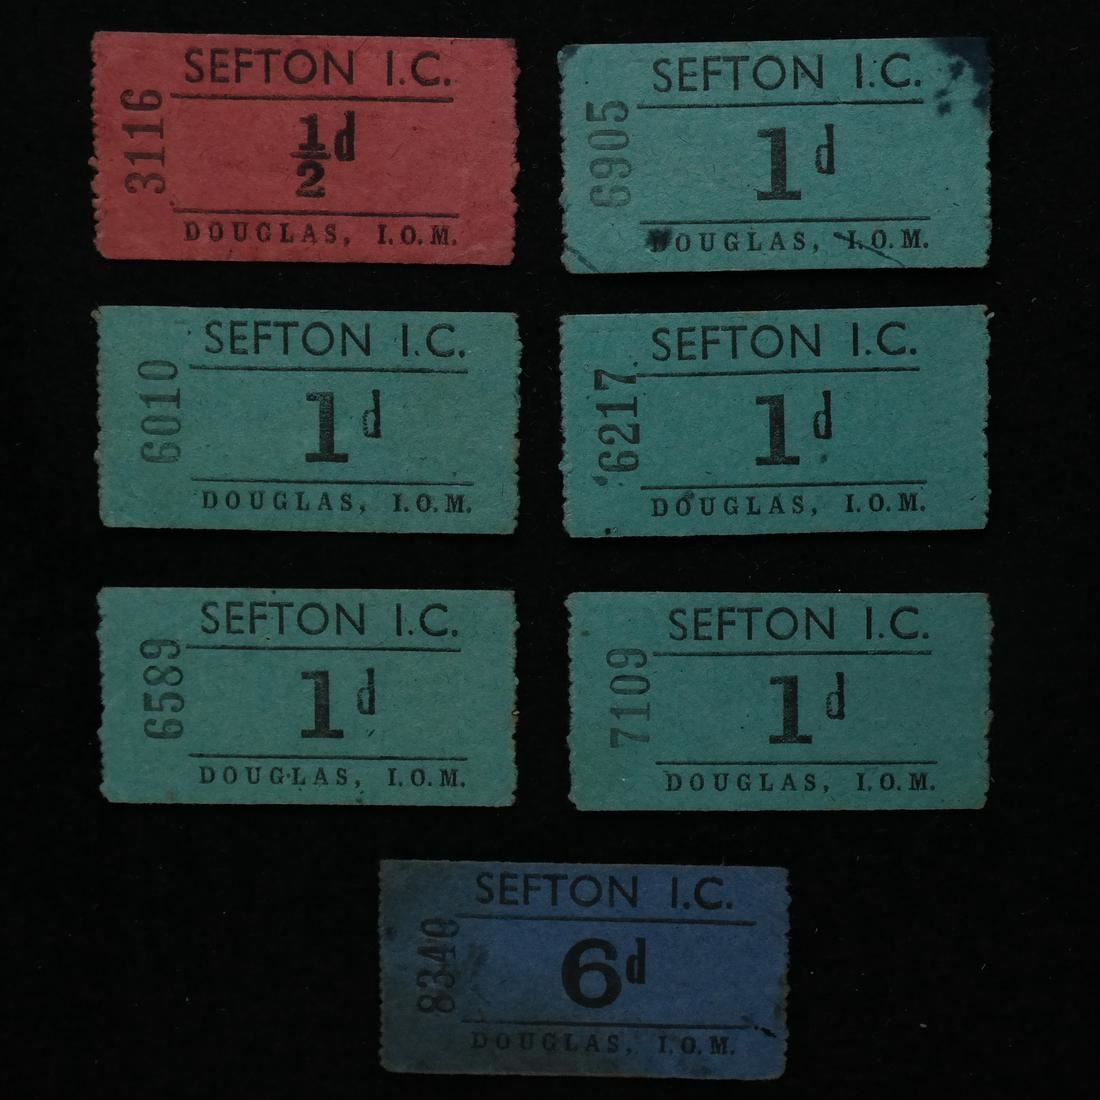 SEFTON I.C.
3116
1/2d
DOUGLAS, I.O.M.
SEFTON I.C.
6905
1d
DOUGLAS, I.O.M.
SEFTON I.C.
6010
1d
DOUGLAS, I.O.M.
SEFTON I.C.
6217
1d
DOUGLAS, I.O.M.
SEFTON I.C.
6589
1d
DOUGLAS, I.O.M.
SEFTON I.C.
7109
1d
DOUGLAS, I.O.M.
SEFTON I.C.
8340
6d
DOUGLAS, I.O.M.